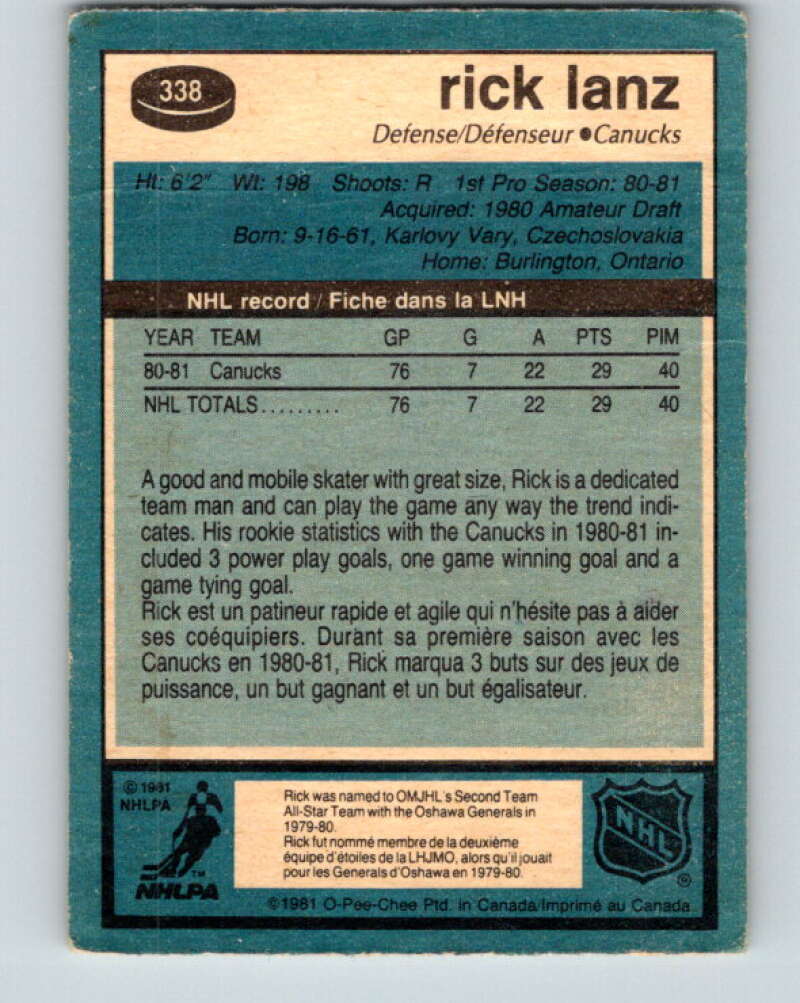 338
rick lanz
Defense/Défenseur ●Canucks
Ht: 6'2" Wt: 198 Shoots: R 1st Pro Season: 80-81
Acquired: 1980 Amateur Draft
Born: 9-16-61, Karlovy Vary, Czechoslovakia
Home: Burlington, Ontario
NHL record / Fiche dans la LNH
YEAR TEAM GP G A PTS PIM
80-81 Canucks 76 7 22 29 40
NHL TOTALS......... 76 7 22 29 40
A good and mobile skater with great size, Rick is a dedicated
team man and can play the game any way the trend indi-
cates. His rookie statistics with the Canucks in 1980-81 in-
cluded 3 power play goals, one game winning goal and a
game tying goal.
Rick est un patineur rapide et agile qui n'hésite pas à aider
ses coéquipiers. Durant sa première saison avec les
Canucks en 1980-81, Rick marqua 3 buts sur des jeux de
puissance, un but gagnant et un but égalisateur.
© 1981
NHLPA
TM
NHLPA
Rick was named to OMJHL's Second Team
All-Star Team with the Oshawa Generals in
1979-80.
Rick fut nommé membre de la deuxième
équipe d'étoiles de la LHJMO, alors qu'il jouait
pour les Generals d'Oshawa en 1979-80.
NHL
®
©1981 O-Pee-Chee Ptd. in Canada/Imprimé au Canada